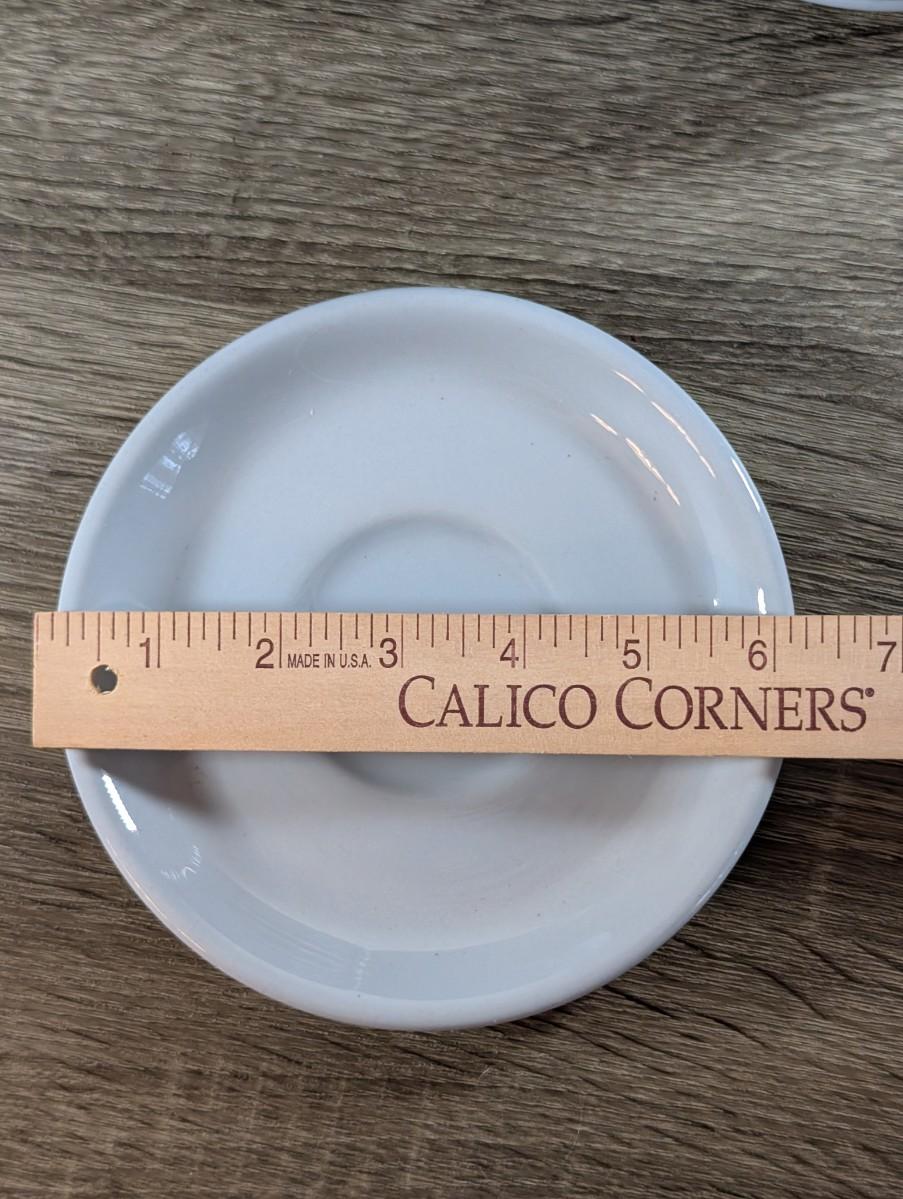 1 2 MADE IN U.S.A. 3 4 5 6 7
CALICO CORNERS®